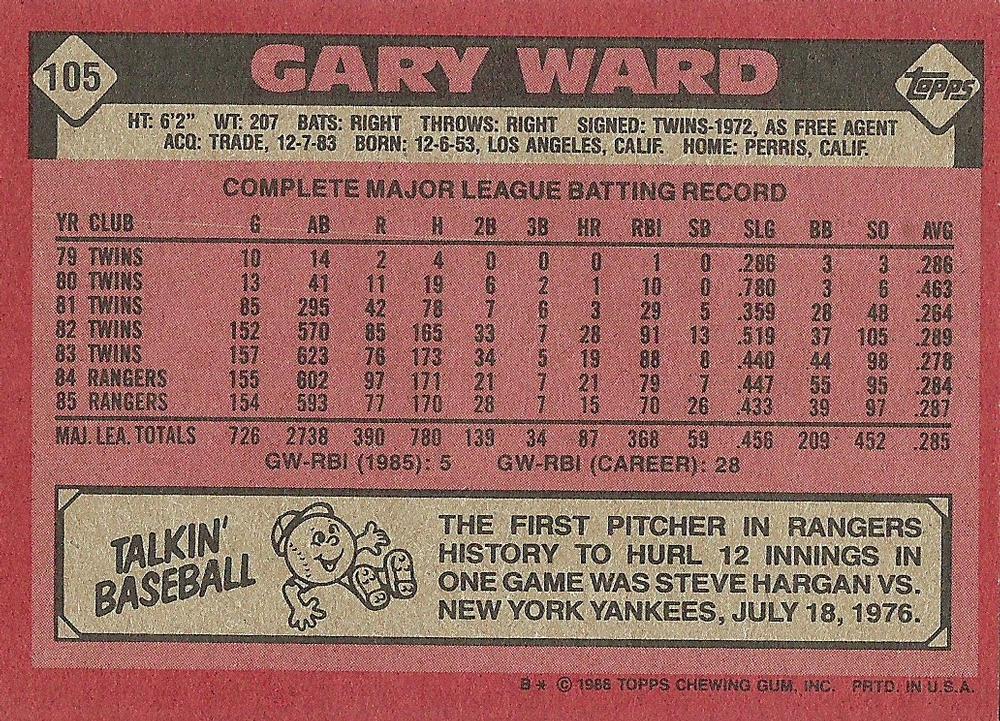 105 GARY WARD topps
HT: 6'2" WT: 207 BATS: RIGHT THROWS: RIGHT SIGNED: TWINS-1972, AS FREE AGENT
ACQ: TRADE, 12-7-83 BORN: 12-6-53, LOS ANGELES, CALIF. HOME: PERRIS, CALIF.
COMPLETE MAJOR LEAGUE BATTING RECORD
YR CLUB G AB R H 2B 3B HR RBI SB SLG BB SO AVG
79 TWINS 10 14 2 4 0 0 0 1 0 .286 3 3 .286
80 TWINS 13 41 11 19 6 2 1 10 0 .780 3 6 .463
81 TWINS 85 295 42 78 7 6 3 29 5 .359 28 48 .264
82 TWINS 152 570 85 165 33 7 28 91 13 .519 37 105 .289
83 TWINS 157 623 76 173 34 5 19 88 8 .440 44 98 .278
84 RANGERS 155 602 97 171 21 7 21 79 7 .447 55 95 .284
85 RANGERS 154 593 77 170 28 7 15 70 26 .433 39 97 .287
MAJ. LEA. TOTALS 726 2738 390 780 139 34 87 368 59 .456 209 452 .285
GW-RBI (1985): 5 GW-RBI (CAREER): 28
TALKIN'
BASEBALL
THE FIRST PITCHER IN RANGERS
HISTORY TO HURL 12 INNINGS IN
ONE GAME WAS STEVE HARGAN VS.
NEW YORK YANKEES, JULY 18, 1976.
B* © 1986 TOPPS CHEWING GUM, INC. PRTD. IN U.S.A.